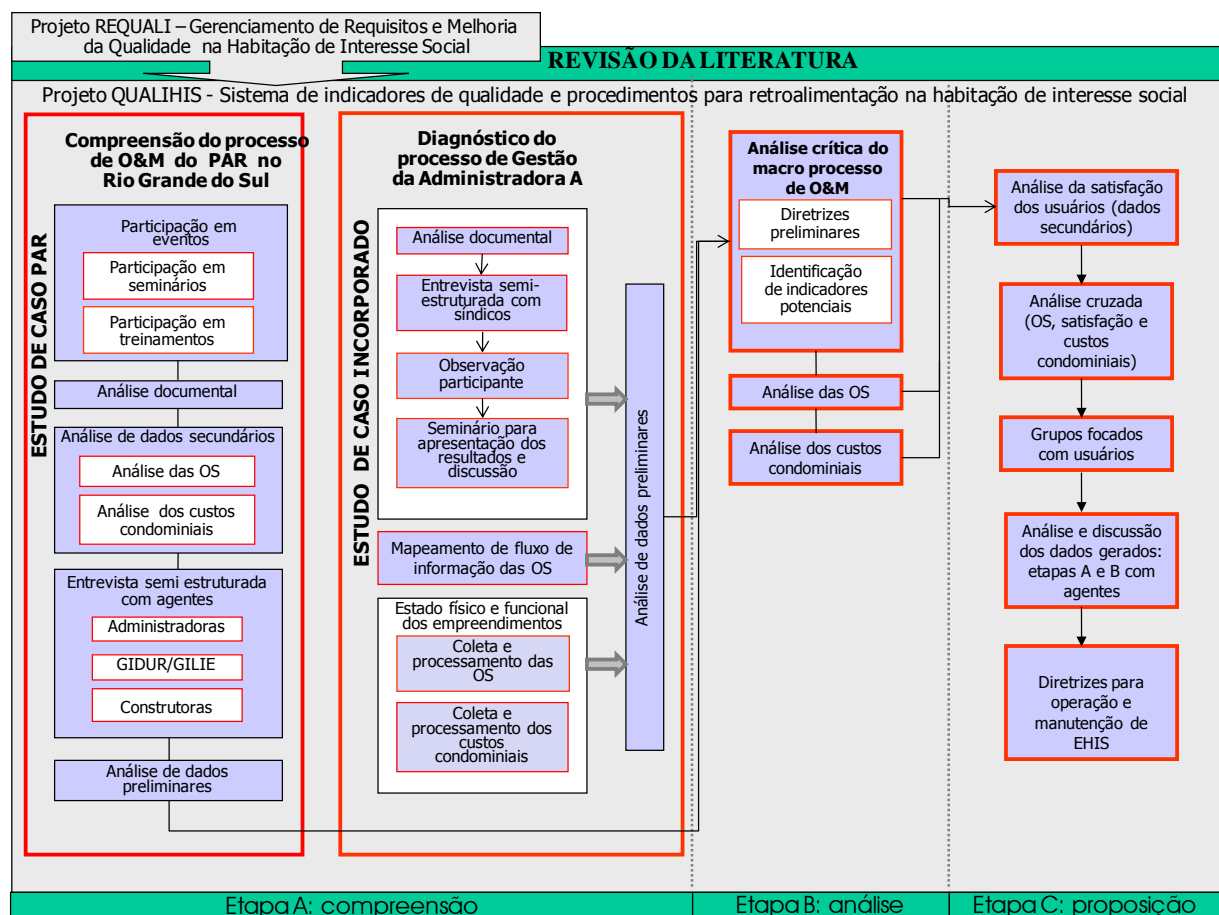 Projeto REQUALI – Gerenciamento de Requisitos e Melhoria
da Qualidade na Habitação de Interesse Social
REVISÃO DA LITERATURA
Projeto QUALIHIS - Sistema de indicadores de qualidade e procedimentos para retroalimentação na habitação de interesse social
ESTUDO DE CASO PAR
Compreensão do processo
de O&M do PAR no
Rio Grande do Sul
Participação em
eventos
Participação em
seminários
Participação em
treinamentos
Análise documental
Análise de dados secundários
Análise das OS
Análise dos custos
condominiais
Entrevista semi estruturada
com agentes
Administradoras
GIDUR/GILIE
Construtoras
Análise de dados
preliminares
ESTUDO DE CASO INCORPORADO
Diagnóstico do
processo de Gestão
da Administradora A
Análise documental
Entrevista semi-
estruturada com
síndicos
Observação
participante
Seminário para
apresentação dos
resultados e
discussão
Mapeamento de fluxo de
informação das OS
Estado físico e funcional
dos empreendimentos
Coleta e
processamento das
OS
Coleta e
processamento dos
custos
condominiais
Análise de dados preliminares
Análise crítica do
macro processo
de O&M
Diretrizes
preliminares
Identificação
de indicadores
potenciais
Análise das OS
Análise dos custos
condominiais
Análise da satisfação
dos usuários (dados
secundários)
Análise cruzada
(OS, satisfação e
custos
condominiais)
Grupos focados
com usuários
Análise e discussão
dos dados gerados:
etapas A e B com
agentes
Diretrizes para
operação e
manutenção de
EHIS
Etapa A: compreensão
Etapa B: análise
Etapa C: proposição